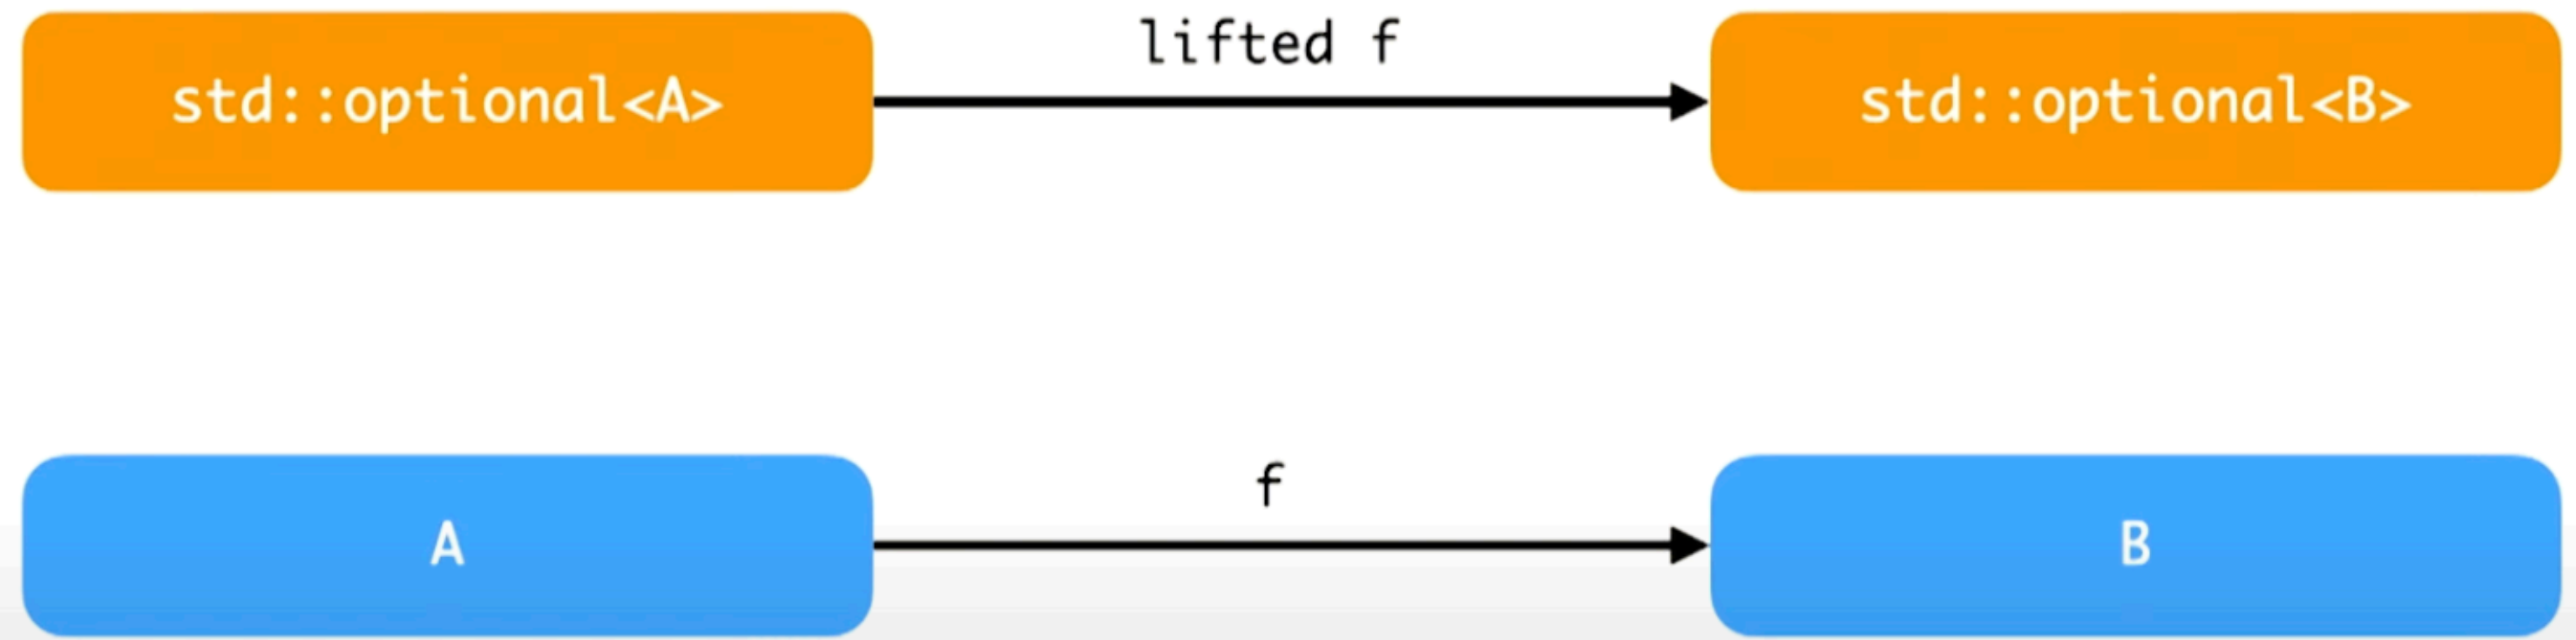 lifted f
std::optional<A>
std::optional<B>
f
A
B